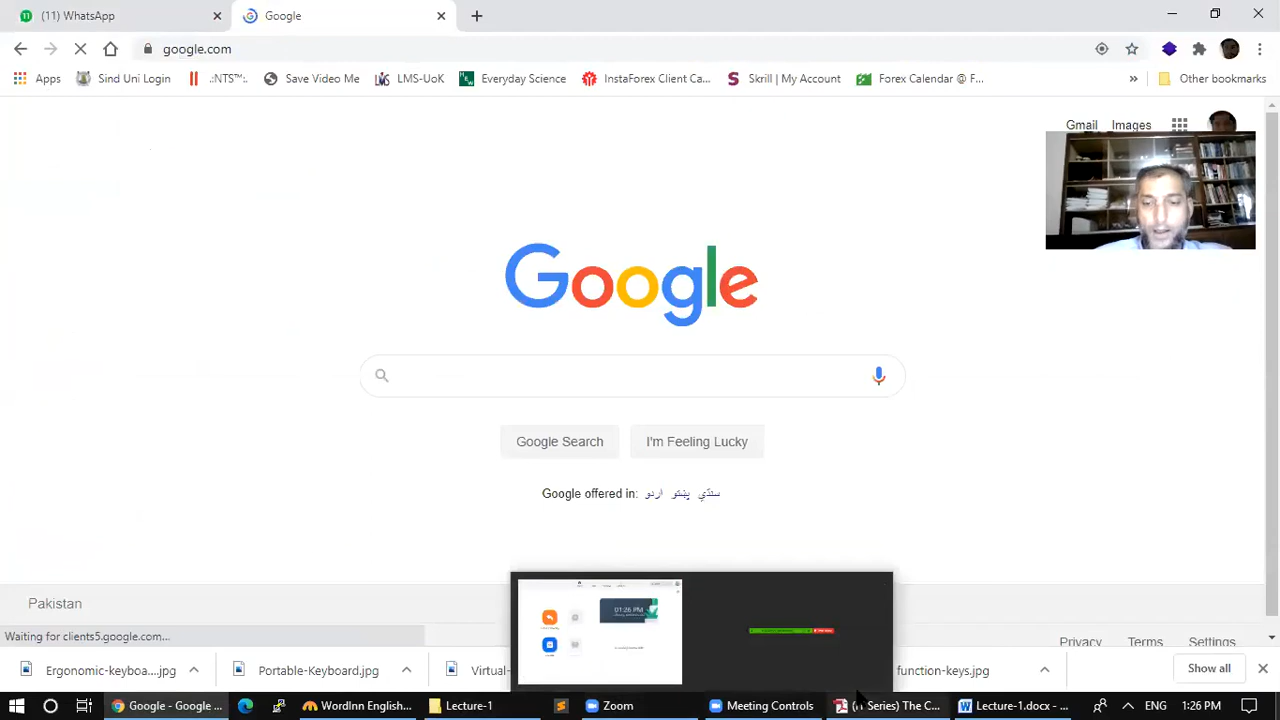 (11) WhatsApp
Google
google.com
Apps
Sind Uni Login
.:NTS™:.
Save Video Me
LMS-UoK
Everyday Science
InstaForex Client Ca...
Skrill | My Account
Forex Calendar @ F...
»
Other bookmarks
Gmail Images
Google
Google Search
I'm Feeling Lucky
Google offered in: اردو پښتو سنڌي
01:26 PM
Pakistan
Waiting for clients5.google.com...
Privacy Terms Settings
Ergonomic-keyboa....jpg
Portable-Keyboard.jpg
Virtual-
function-keys.jpg
Show all
Google - Google ...
WordInn English...
Lecture-1
Zoom
Meeting Controls
Series) The C...
Lecture-1.docx - ...
ENG
1:26 PM